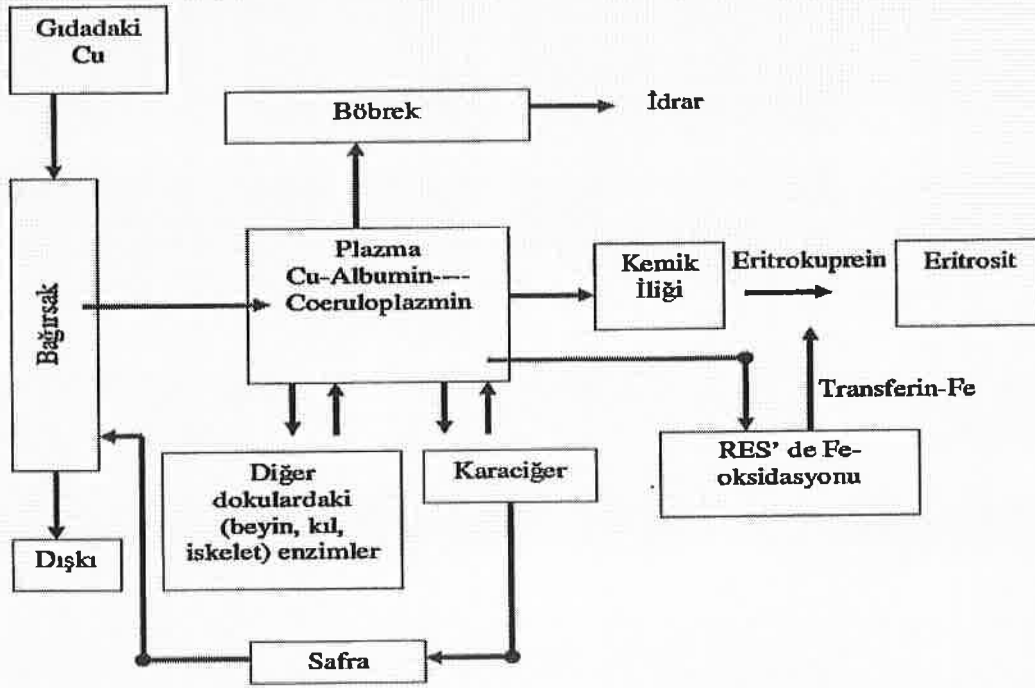 Gıdadaki
Cu
Böbrek
İdrar
Bağırsak
Plazma
Cu-Albumin----
Coeruloplazmin
Kemik
İliği
Eritrokuprein
Eritrosit
Transferin-Fe
RES' de Fe-
oksidasyonu
Diğer
dokulardaki
(beyin, kıl,
iskelet) enzimler
Karaciğer
Dışkı
Safra